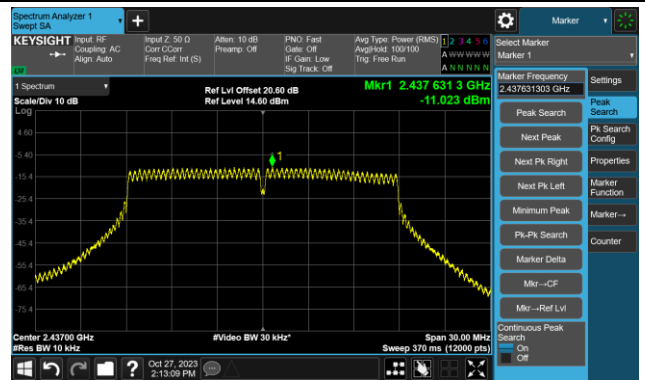 Spectrum Analyzer 1
Swept SA
Marker
KEYSIGHT
Input: RF
Coupling: AC
Align: Auto
Input Z: 50 Ω
Corr CCorr
Freq Ref: Int (S)
Atten: 10 dB
Preamp: Off
PNO: Fast
Gate: Off
IF Gain: Low
Sig Track: Off
Avg Type: Power (RMS)
Avg|Hold: 100/100
Trig: Free Run
1 2 3 4 5 6
A W W W W W
A N N N N N
Select Marker
Marker 1
1 Spectrum
Scale/Div 10 dB
Log
Ref Lvl Offset 20.60 dB
Ref Level 14.60 dBm
Mkr1 2.437 631 3 GHz
-11.023 dBm
4.60
-5.40
-15.4
-25.4
-35.4
-45.4
-55.4
-65.4
-75.4
1
Center 2.43700 GHz
#Res BW 10 kHz
#Video BW 30 kHz*
Span 30.00 MHz
Sweep 370 ms (12000 pts)
Marker Frequency
2.437631303 GHz
Peak Search
Next Peak
Next Pk Right
Next Pk Left
Minimum Peak
Pk-Pk Search
Marker Delta
Mkr→CF
Mkr→Ref Lvl
Continuous Peak
Search
On
Off
Settings
Peak
Search
Pk Search
Config
Properties
Marker
Function
Marker→
Counter
?
Oct 27, 2023
2:13:09 PM